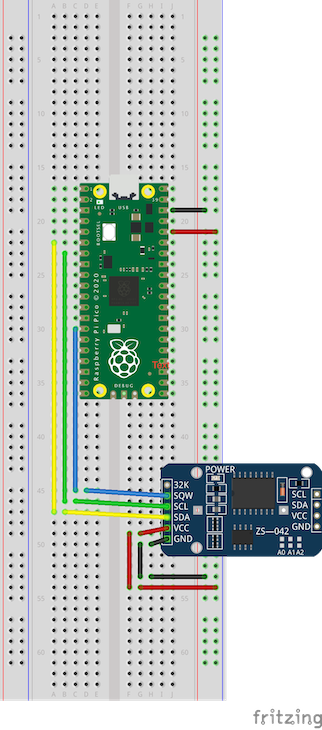 A B C D E F G H I J
1
5
10
15
2
39
LED
USB
BOOTSEL
20
25
Raspberry Pi Pico © 2020
30
35
DEBUG
40
POWER
32K
SQW
SCL
SDA
VCC
GND
SCL
SDA
VCC
GND
ZS-042
A0 A1 A2
45
50
55
60
A B C D E F G H I J
fritzing